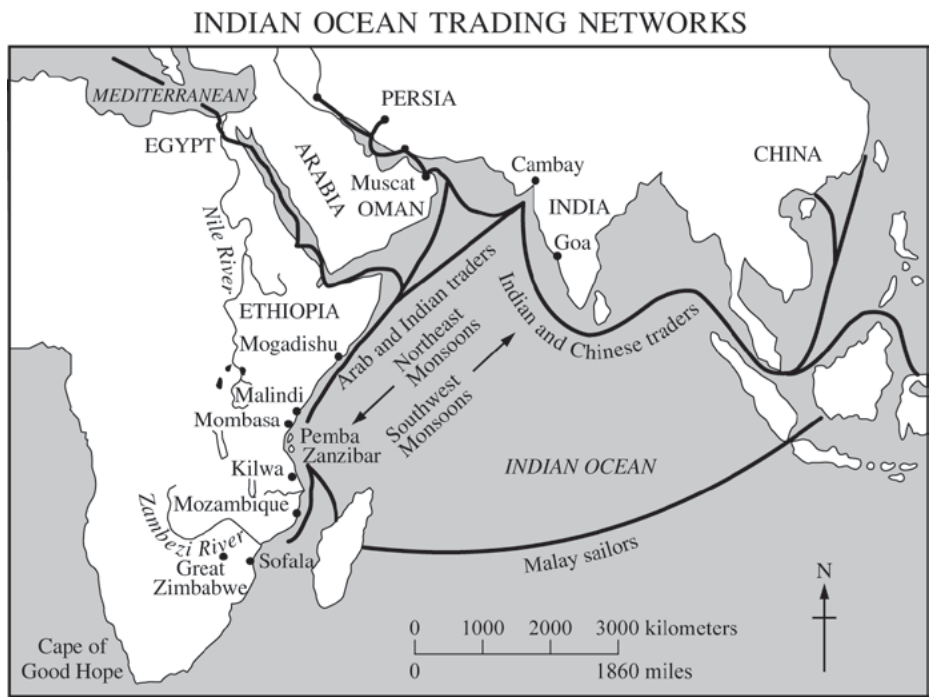 INDIAN OCEAN TRADING NETWORKS
MEDITERRANEAN
PERSIA
EGYPT
ARABIA
CHINA
Cambay
Muscat
OMAN
INDIA
Nile River
Goa
ETHIOPIA
Arab and Indian traders
Northeast
Monsoons
Indian and Chinese traders
Mogadishu
Southwest
Monsoons
Malindi
Mombasa
Pemba
Zanzibar
INDIAN OCEAN
Kilwa
Mozambique
Zambezi River
Malay sailors
Sofala
Great
Zimbabwe
N
0 1000 2000 3000 kilometers
0 1860 miles
Cape of
Good Hope